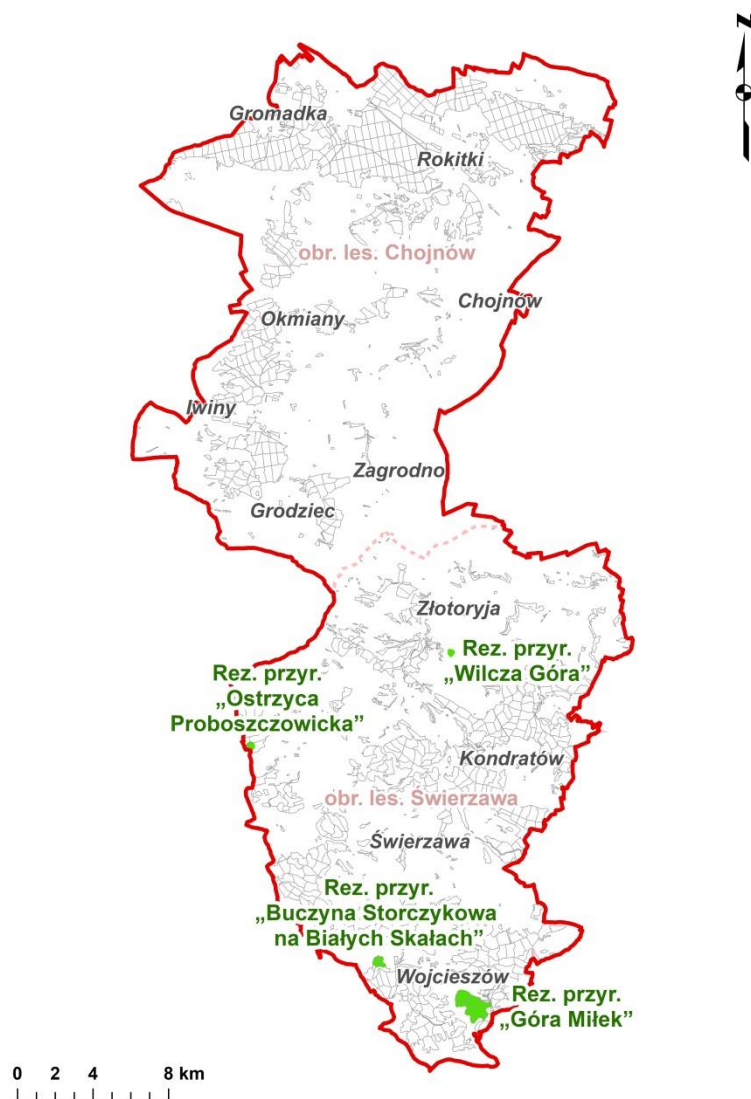 N
Gromadka
Rokitki
obr. les. Chojnów
Chojnów
Okmiany
Iwiny
Zagrodno
Grodziec
Złotoryja
Rez. przyr.
„Wilcza Góra”
Rez. przyr.
„Ostrzyca
Proboszczowicka”
Kondratów
obr. les. Świerzawa
Świerzawa
Rez. przyr.
„Buczyna Storczykowa
na Białych Skałach”
Wojcieszów
Rez. przyr.
„Góra Miłek”
0 2 4 8 km